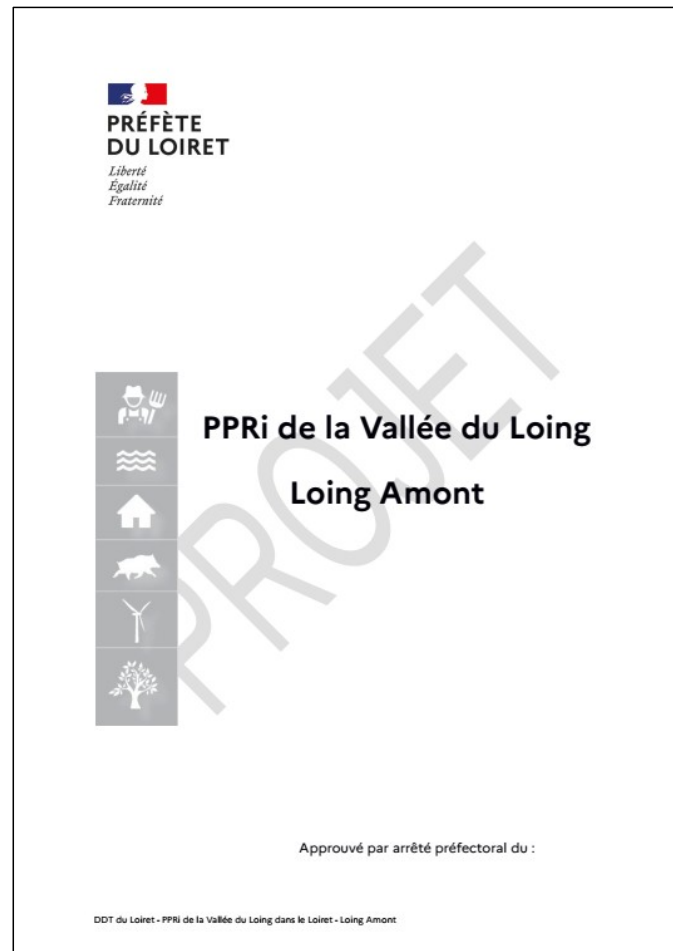 PRÉFÈTE
DU LOIRET
Liberté
Égalité
Fraternité
PROJET
PPRi de la Vallée du Loing
Loing Amont
Approuvé par arrêté préfectoral du :
DDT du Loiret - PPRi de la Vallée du Loing dans le Loiret - Loing Amont